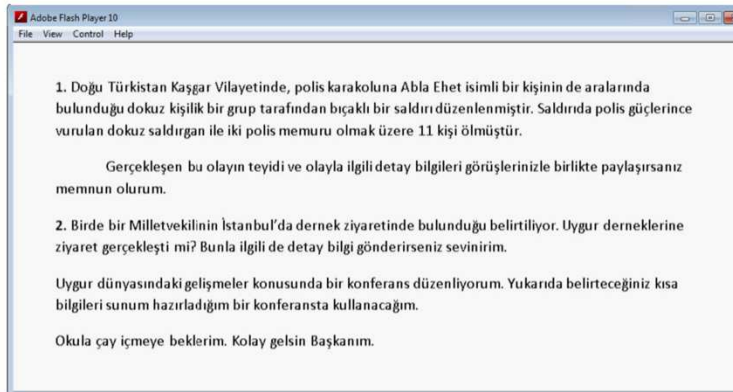 Adobe Flash Player 10
File View Control Help
1. Doğu Türkistan Kaşgar Vilayetinde, polis karakoluna Abla Ehet isimli bir kişinin de aralarında
bulunduğu dokuz kişilik bir grup tarafından bıçaklı bir saldırı düzenlenmiştir. Saldırıda polis güçlerince
vurulan dokuz saldırgan ile iki polis memuru olmak üzere 11 kişi ölmüştür.
Gerçekleşen bu olayın teyidi ve olayla ilgili detay bilgileri görüşlerinizle birlikte paylaşırsanız
memnun olurum.
2. Birde bir Milletvekilinin İstanbul’da dernek ziyaretinde bulunduğu belirtiliyor. Uygur derneklerine
ziyaret gerçekleşti mi? Bunla ilgili de detay bilgi gönderirseniz sevinirim.
Uygur dünyasındaki gelişmeler konusunda bir konferans düzenliyorum. Yukarıda belirteceğiniz kısa
bilgileri sunum hazırladığım bir konferansta kullanacağım.
Okula çay içmeye beklerim. Kolay gelsin Başkanım.